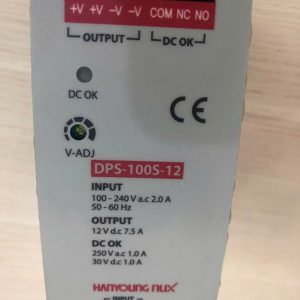 +V +V -V -V COM NC NO
OUTPUT DC OK
DC OK
CE
V-ADJ
DPS-100S-12
INPUT
100 - 240 V a.c 2.0 A
50 - 60 Hz
OUTPUT
12 V d.c 7.5 A
DC OK
250 V a.c 1.0 A
30 V d.c 1.0 A
HANYOUNG NUX
INPUT